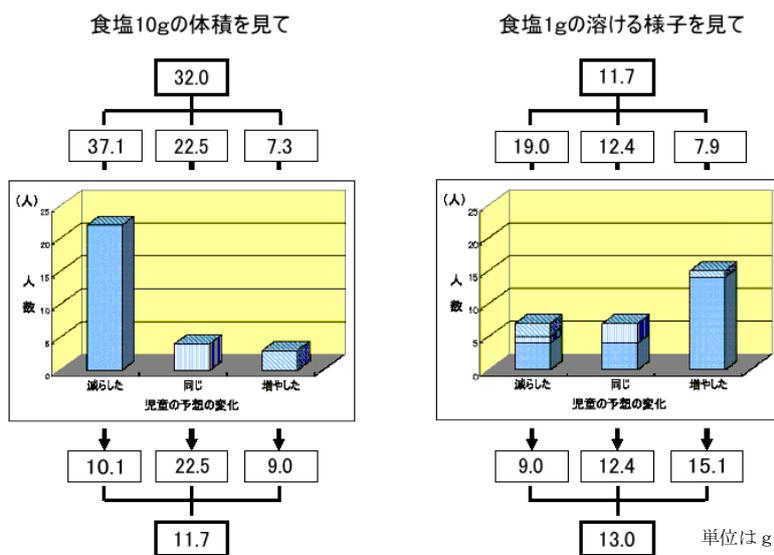 食塩10gの体積を見て
32.0
37.1 22.5 7.3
(人)
25
20
15
10
5
0
人数
減らした 同じ 増やした
児童の予想の変化
10.1 22.5 9.0
11.7
食塩1gの溶ける様子を見て
11.7
19.0 12.4 7.9
(人)
25
20
15
10
5
0
人数
減らした 同じ 増やした
児童の予想の変化
9.0 12.4 15.1
13.0
単位はg